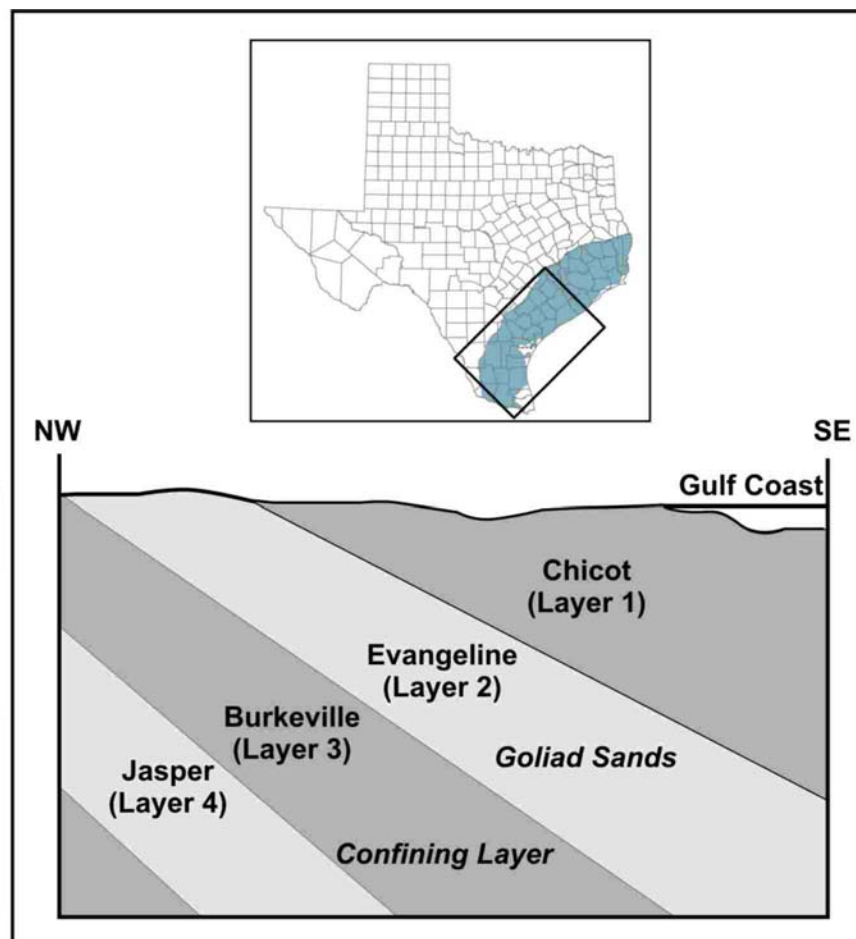 NW
SE
Gulf Coast
Chicot
(Layer 1)
Evangeline
(Layer 2)
Goliad Sands
Burkeville
(Layer 3)
Confining Layer
Jasper
(Layer 4)